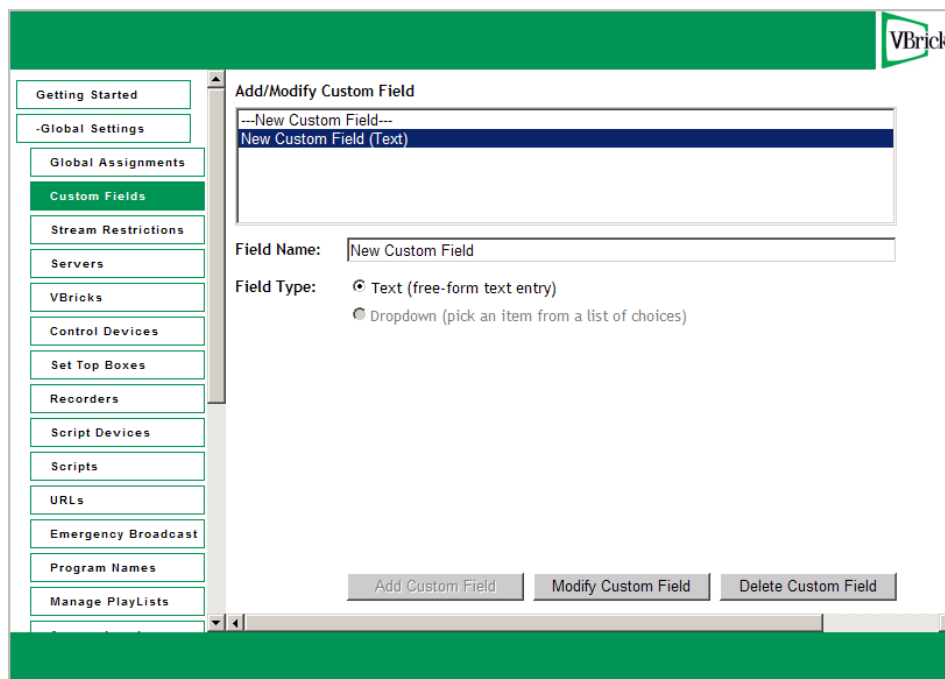 VBrick
Getting Started
-Global Settings
Global Assignments
Custom Fields
Stream Restrictions
Servers
VBricks
Control Devices
Set Top Boxes
Recorders
Script Devices
Scripts
URLs
Emergency Broadcast
Program Names
Manage PlayLists
Add/Modify Custom Field
---New Custom Field---
New Custom Field (Text)
Field Name: New Custom Field
Field Type: Text (free-form text entry)
Dropdown (pick an item from a list of choices)
Add Custom Field Modify Custom Field Delete Custom Field